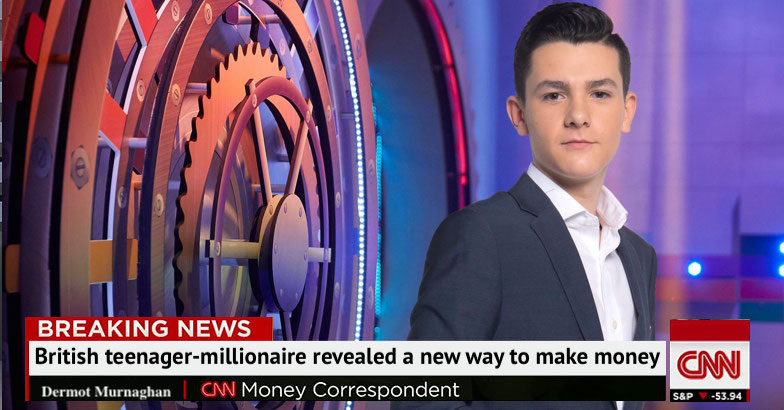 BREAKING NEWS
British teenager-millionaire revealed a new way to make money
Dermot Murnaghan | CNN Money Correspondent
CNN
S&P ▼ -53.94